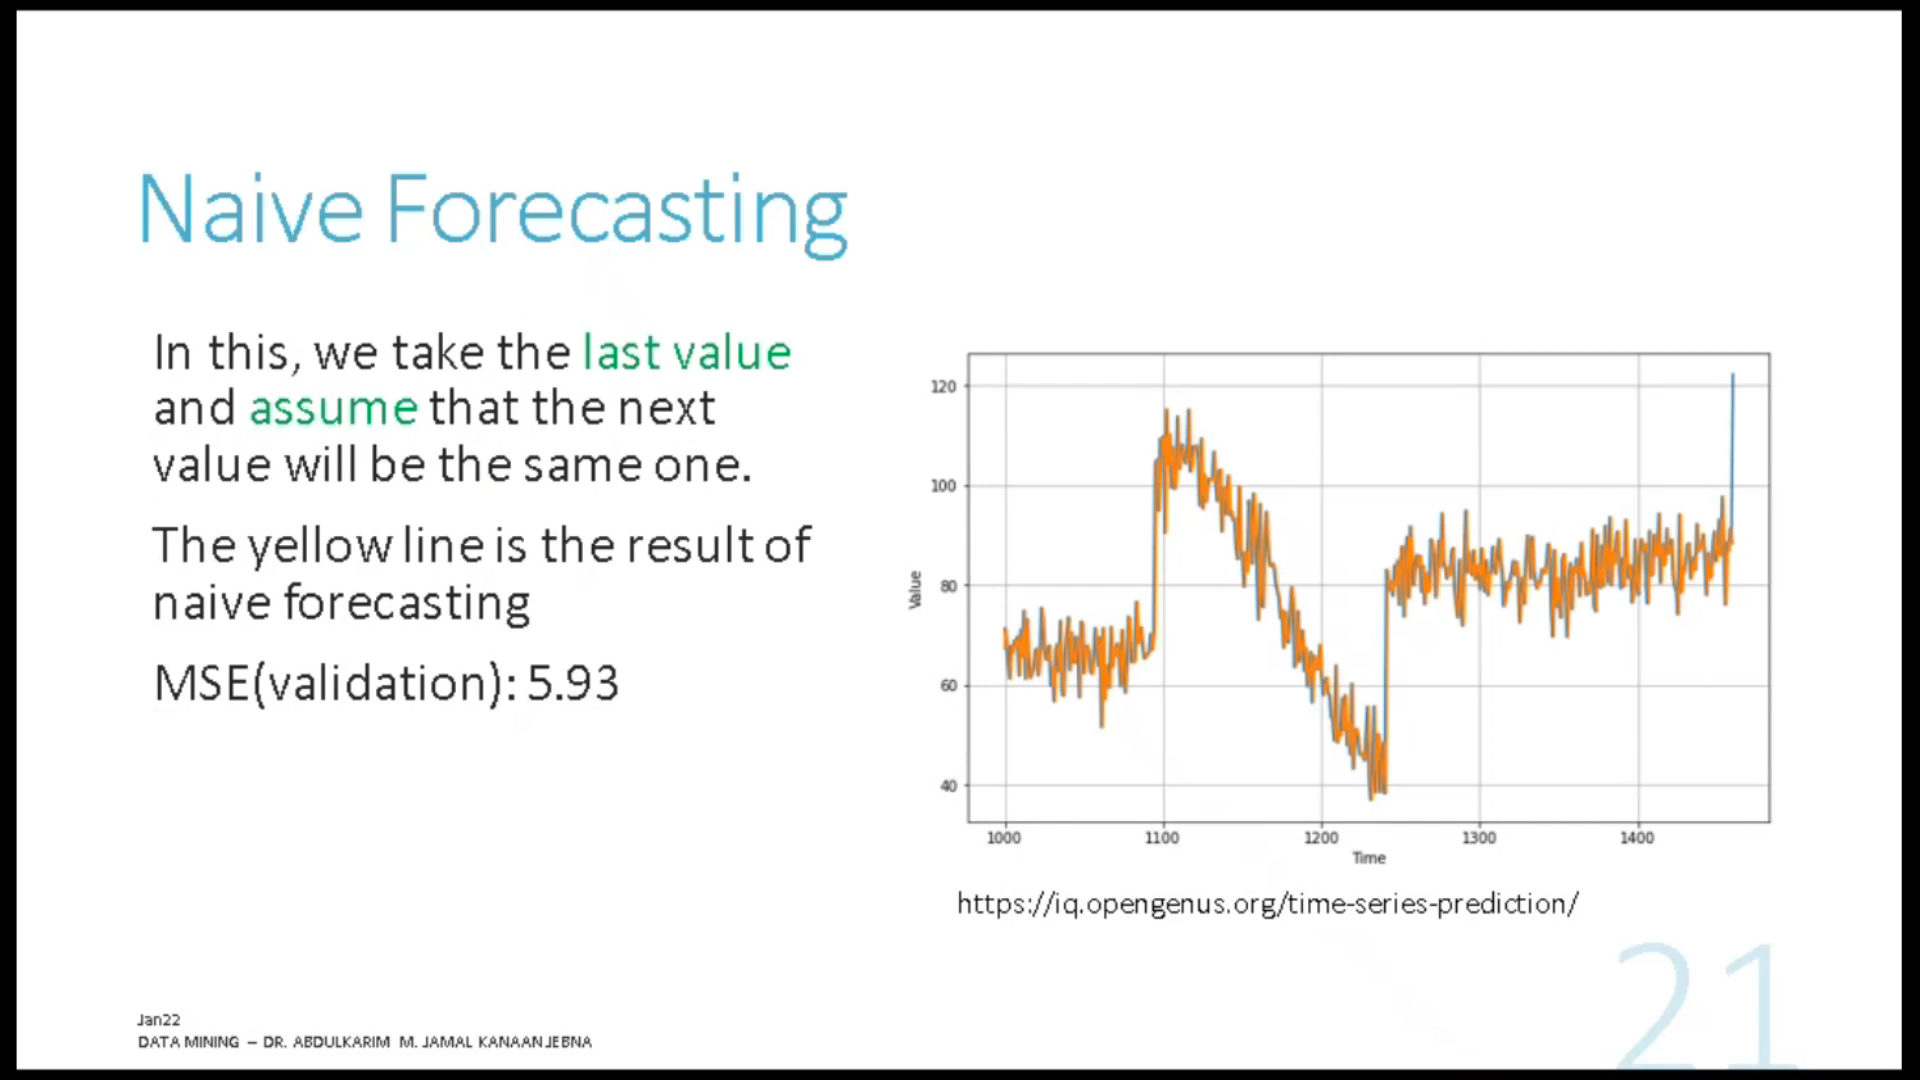 Naive Forecasting
In this, we take the last value
and assume that the next
value will be the same one.
The yellow line is the result of
naive forecasting
MSE(validation): 5.93
120
100
80
60
40
Value
1000 1100 1200 1300 1400
Time
https://iq.opengenus.org/time-series-prediction/
21
Jan22
DATA MINING – DR. ABDULKARIM M. JAMAL KANAAN JEBNA